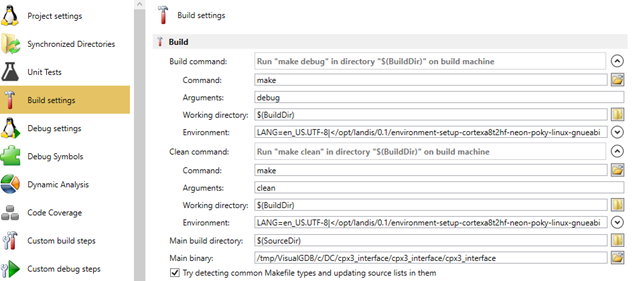 Project settings
Synchronized Directories
Unit Tests
Build settings
Debug settings
Debug Symbols
Dynamic Analysis
Code Coverage
Custom build steps
Custom debug steps
Build settings
Build
Build command: Run "make debug" in directory "$(BuildDir)" on build machine
Command: make
Arguments: debug
Working directory: $(BuildDir)
Environment: LANG=en_US.UTF-8|</opt/landis/0.1/environment-setup-cortexa8t2hf-neon-poky-linux-gnueabi
Clean command: Run "make clean" in directory "$(BuildDir)" on build machine
Command: make
Arguments: clean
Working directory: $(BuildDir)
Environment: LANG=en_US.UTF-8|</opt/landis/0.1/environment-setup-cortexa8t2hf-neon-poky-linux-gnueabi
Main build directory: $(SourceDir)
Main binary: /tmp/VisualGDB/c/DC/cpx3_interface/cpx3_interface/cpx3_interface
Try detecting common Makefile types and updating source lists in them